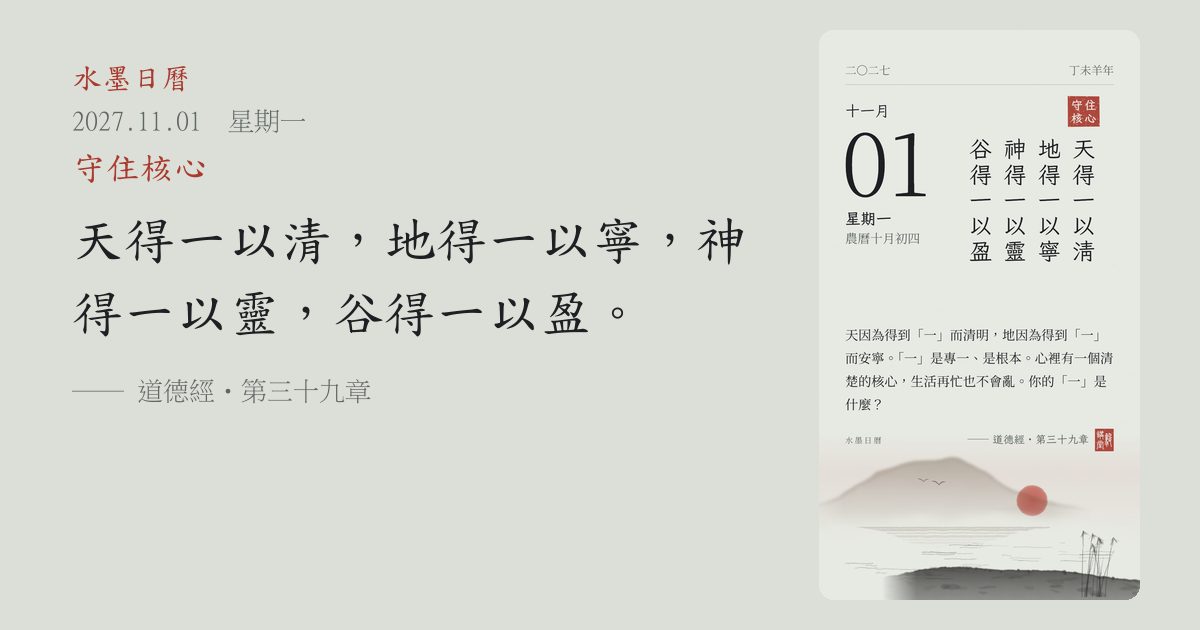 水墨日曆
2027.11.01 星期一
守住核心
天得一以清，地得一以寧，神
得一以靈，谷得一以盈。
—— 道德經・第三十九章
二〇二七
丁未羊年
十一月
01
星期一
農曆十月初四
守住
核心
天得一以清
地得一以寧
神得一以靈
谷得一以盈
天因為得到「一」而清明，地因為得到「一」
而安寧。「一」是專一、是根本。心裡有一個清
楚的核心，生活再忙也不會亂。你的「一」是
什麼？
水墨日曆
—— 道德經・第三十九章